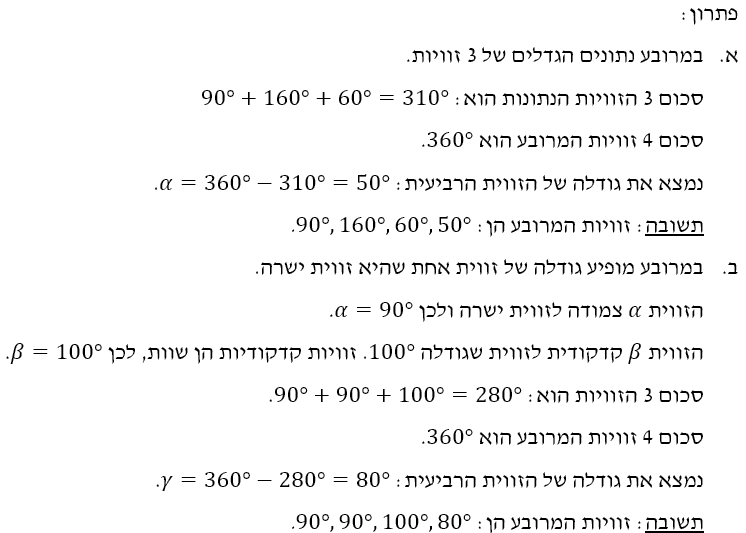 פתרון:
א. במרובע נתונים הגדלים של 3 זוויות.
סכום 3 הזוויות הנתונות הוא: 90° + 160° + 60° = 310°
סכום 4 זוויות המרובע הוא 360°.
נמצא את גודלה של הזווית הרביעית: α = 360° − 310° = 50°.
תשובה: זוויות המרובע הן: 90°, 160°, 60°, 50°.
ב. במרובע מופיע גודלה של זווית אחת שהיא זווית ישרה.
הזווית α צמודה לזווית ישרה ולכן α = 90°.
הזווית β קדקודית לזווית שגודלה 100°. זוויות קדקודיות הן שוות, לכן β = 100°.
סכום 3 הזוויות הוא: 90° + 90° + 100° = 280°.
סכום 4 זוויות המרובע הוא 360°.
נמצא את גודלה של הזווית הרביעית: γ = 360° − 280° = 80°.
תשובה: זוויות המרובע הן: 90°, 90°, 100°, 80°.